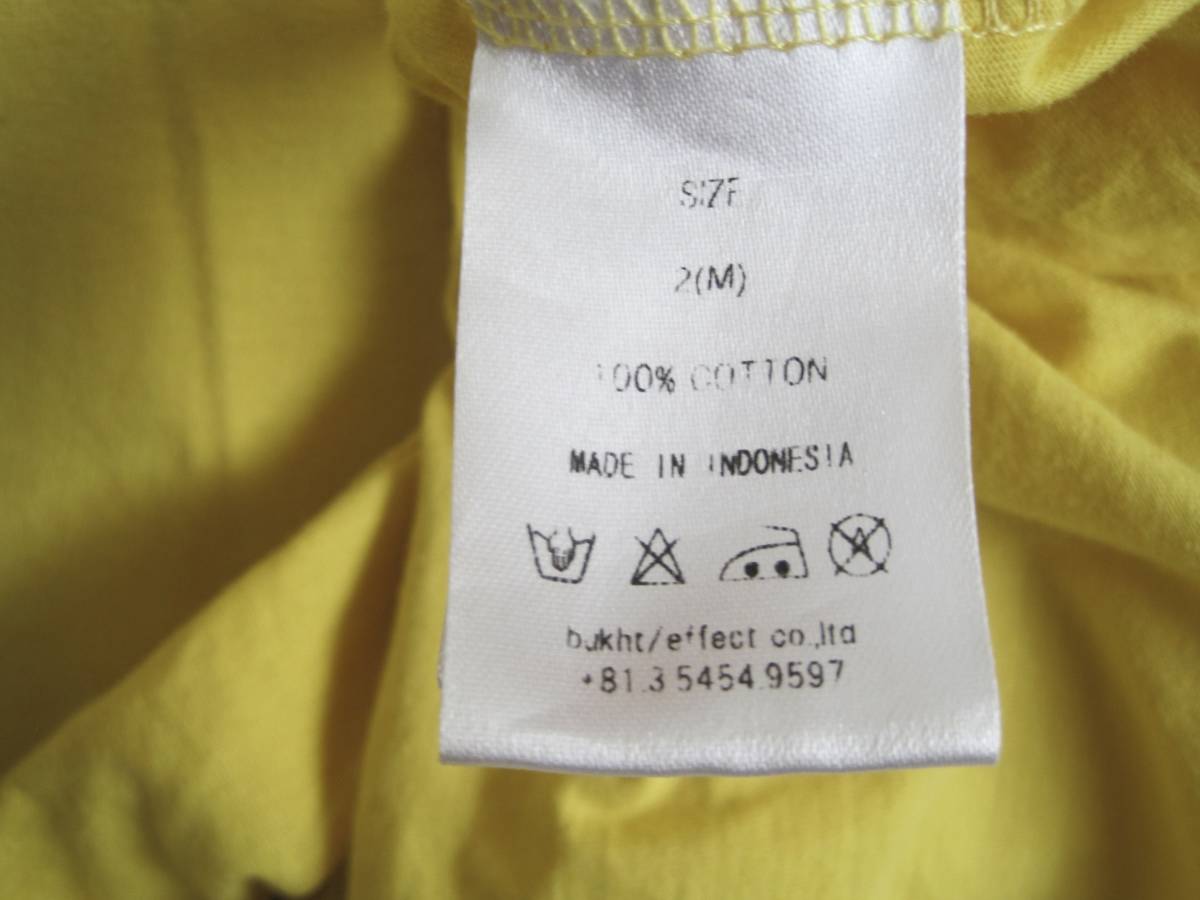 SIZE
2(M)
100% COTTON
MADE IN INDONESIA
bukht/effect co.,ltd
+81.3.5454.9597